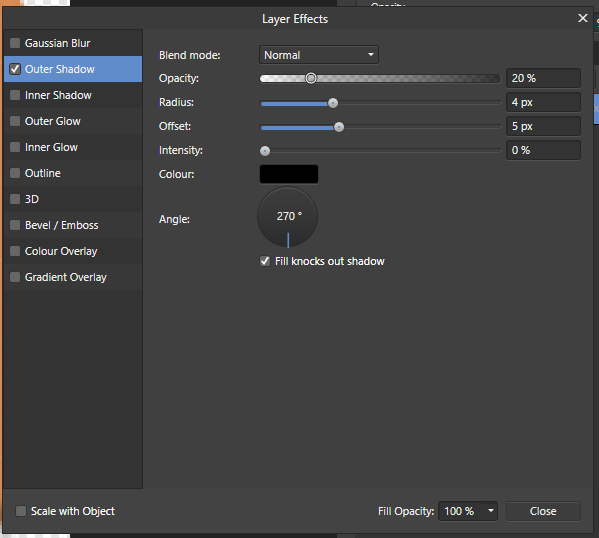 Opacity
Layer Effects
Gaussian Blur
Outer Shadow
Inner Shadow
Outer Glow
Inner Glow
Outline
3D
Bevel / Emboss
Colour Overlay
Gradient Overlay
Blend mode: Normal
Opacity: 20 %
Radius: 4 px
Offset: 5 px
Intensity: 0 %
Colour:
Angle: 270 °
Fill knocks out shadow
Scale with Object
Fill Opacity: 100 %
Close